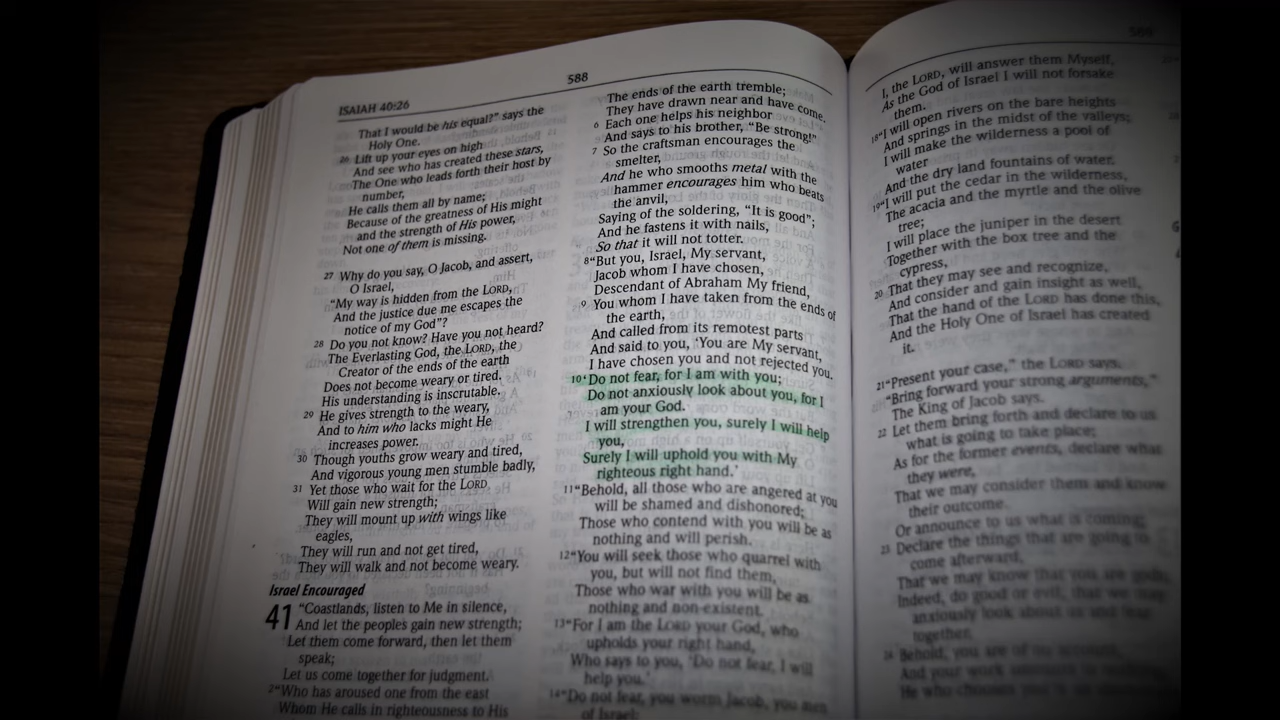 ISAIAH 40:26
588
That I would be his equal?" says the
Holy One.
26 Lift up your eyes on high
And see who has created these stars,
The One who leads forth their host by
number,
He calls them all by name;
Because of the greatness of His might
and the strength of His power,
Not one of them is missing.
27 Why do you say, O Jacob, and assert,
O Israel,
"My way is hidden from the LORD,
And the justice due me escapes the
notice of my God"?
28 Do you not know? Have you not heard?
The Everlasting God, the LORD, the
Creator of the ends of the earth
Does not become weary or tired.
His understanding is inscrutable.
29 He gives strength to the weary,
And to him who lacks might He
increases power.
30 Though youths grow weary and tired,
And vigorous young men stumble badly,
31 Yet those who wait for the LORD
Will gain new strength;
They will mount up with wings like
eagles,
They will run and not get tired,
They will walk and not become weary.
Israel Encouraged
41 "Coastlands, listen to Me in silence,
And let the peoples gain new strength;
Let them come forward, then let them
speak;
Let us come together for judgment.
2 "Who has aroused one from the east
Whom He calls in righteousness to His
The ends of the earth tremble;
They have drawn near and have come.
6 Each one helps his neighbor
And says to his brother, "Be strong!"
7 So the craftsman encourages the
smelter,
And he who smooths metal with the
hammer encourages him who beats
the anvil,
Saying of the soldering, "It is good";
And he fastens it with nails,
So that it will not totter.
8 "But you, Israel, My servant,
Jacob whom I have chosen,
Descendant of Abraham My friend,
9 You whom I have taken from the ends of
the earth,
And called from its remotest parts
And said to you, 'You are My servant,
I have chosen you and not rejected you.
10 'Do not fear, for I am with you;
Do not anxiously look about you, for I
am your God.
I will strengthen you, surely I will help
you,
Surely I will uphold you with My
righteous right hand.'
11 "Behold, all those who are angered at you
will be shamed and dishonored;
Those who contend with you will be as
nothing and will perish.
12 "You will seek those who quarrel with
you, but will not find them,
Those who war with you will be as
nothing and non-existent.
13 "For I am the LORD your God, who
upholds your right hand,
Who says to you, 'Do not fear, I will
help you.'
14 "Do not fear, you worm Jacob, you men
of Israel;
I, the LORD, will answer them Myself,
As the God of Israel I will not forsake
them.
18 "I will open rivers on the bare heights
And springs in the midst of the valleys;
I will make the wilderness a pool of
water
And the dry land fountains of water.
19 "I will put the cedar in the wilderness,
The acacia and the myrtle and the olive
tree;
I will place the juniper in the desert
Together with the box tree and the
cypress,
20 That they may see and recognize,
And consider and gain insight as well,
That the hand of the LORD has done this,
And the Holy One of Israel has created
it.
21 "Present your case," the LORD says.
"Bring forward your strong arguments,"
The King of Jacob says.
22 Let them bring forth and declare to us
what is going to take place;
As for the former events, declare what
they were,
That we may consider them and know
their outcome.
Or announce to us what is coming;
23 Declare the things that are going to
come afterward,
That we may know that you are gods;
Indeed, do good or evil, that we may
anxiously look about us and fear
together.
24 Behold, you are of no account,
And your work amounts to
He who chooses you is an